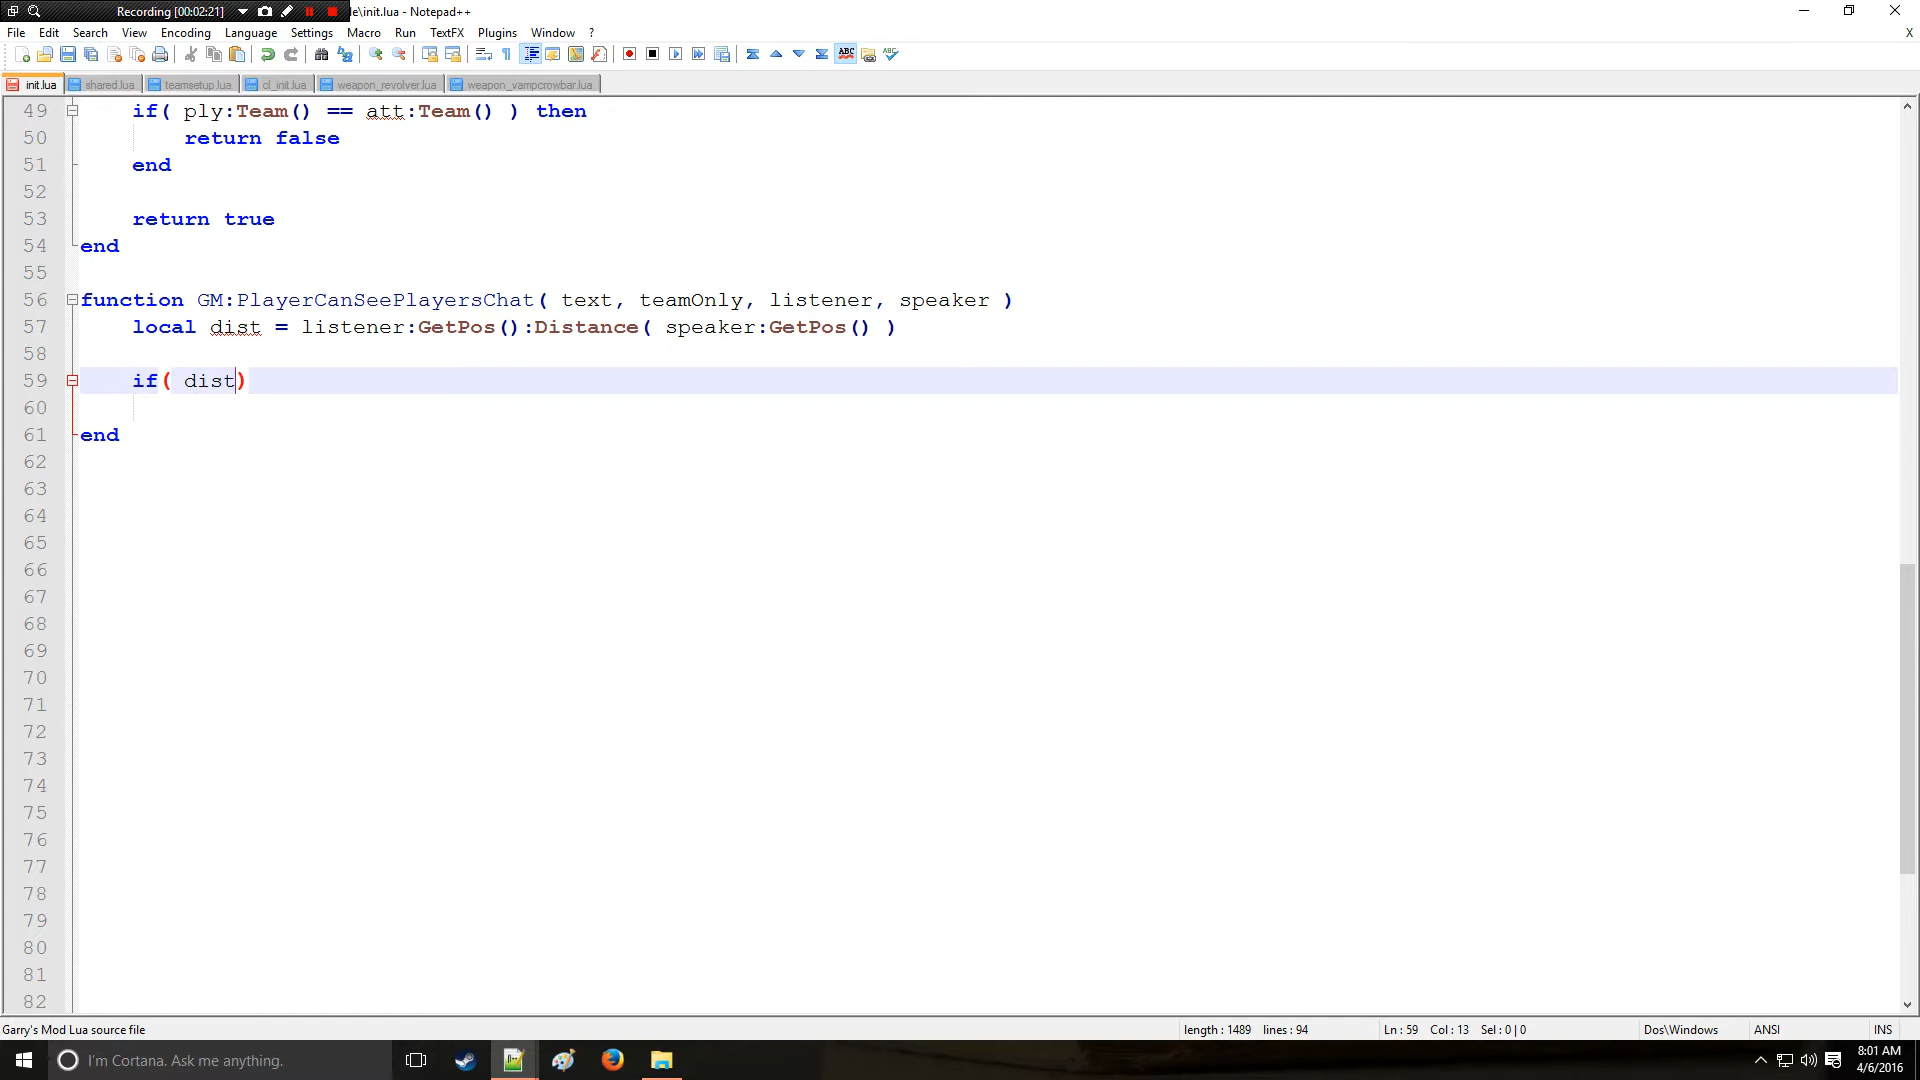 Recording [00:02:21] le\init.lua - Notepad++
File Edit Search View Encoding Language Settings Macro Run TextFX Plugins Window ? X
init.lua shared.lua teamsetup.lua cl_init.lua weapon_revolver.lua weapon_vampcrowbar.lua
49 if( ply:Team() == att:Team() ) then
50 return false
51 end
52
53 return true
54 end
55
56 function GM:PlayerCanSeePlayersChat( text, teamOnly, listener, speaker )
57 local dist = listener:GetPos():Distance( speaker:GetPos() )
58
59 if( dist)
60
61 end
62
63
64
65
66
67
68
69
70
71
72
73
74
75
76
77
78
79
80
81
82
Garry's Mod Lua source file length : 1489 lines : 94 Ln : 59 Col : 13 Sel : 0 | 0 Dos\Windows ANSI INS
I'm Cortana. Ask me anything. 8:01 AM
4/6/2016